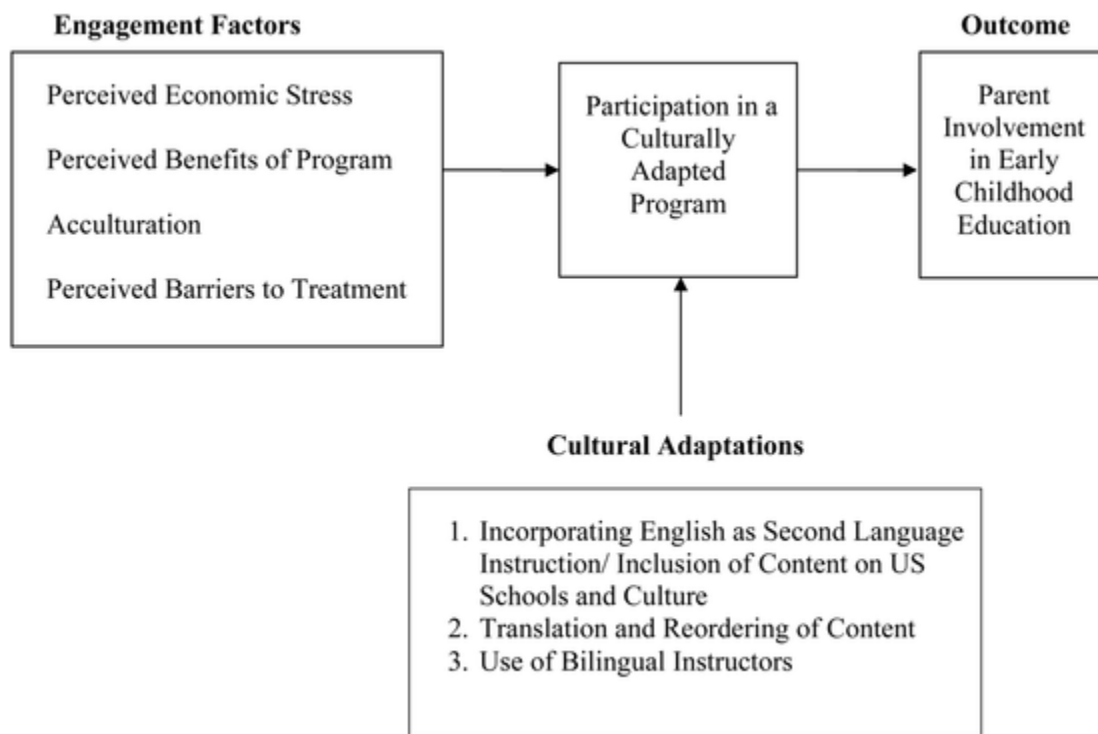 Engagement Factors
Perceived Economic Stress
Perceived Benefits of Program
Acculturation
Perceived Barriers to Treatment
Participation in a
Culturally
Adapted
Program
Outcome
Parent
Involvement
in Early
Childhood
Education
Cultural Adaptations
1. Incorporating English as Second Language
Instruction/ Inclusion of Content on US
Schools and Culture
2. Translation and Reordering of Content
3. Use of Bilingual Instructors